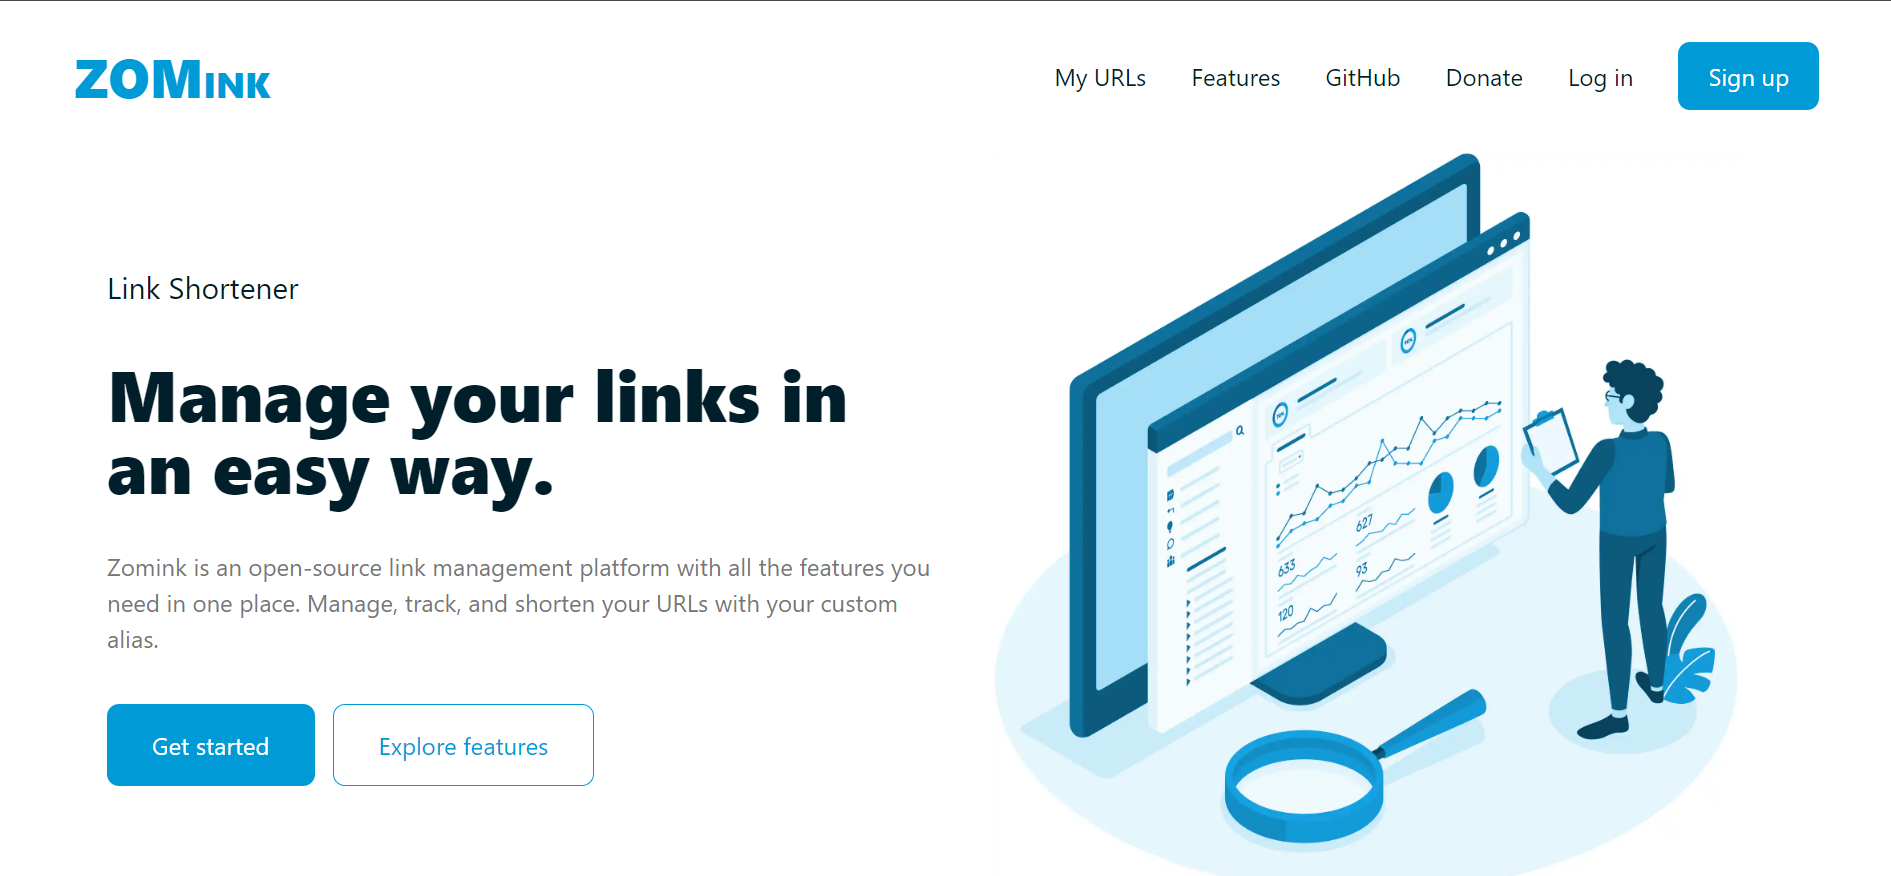 ZOMINK
My URLs Features GitHub Donate Log in Sign up
Link Shortener
Manage your links in
an easy way.
Zomink is an open-source link management platform with all the features you
need in one place. Manage, track, and shorten your URLs with your custom
alias.
Get started Explore features
627
633
93
120